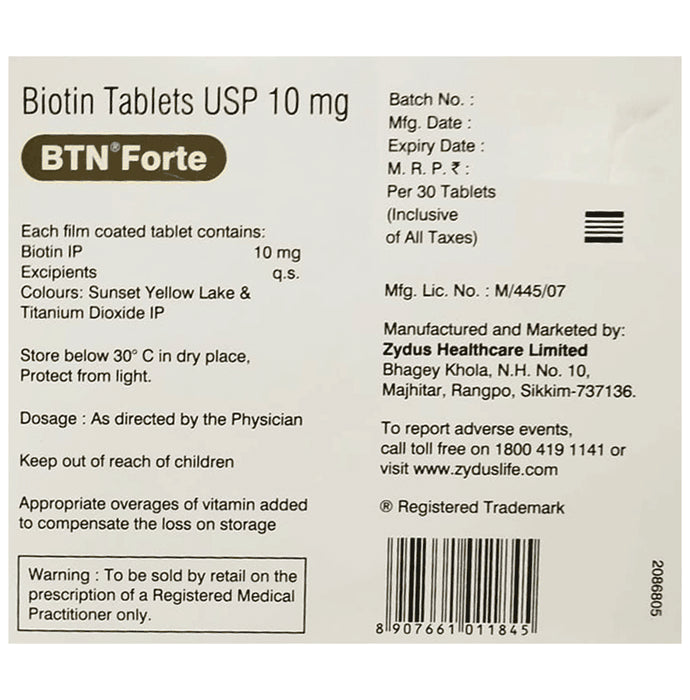 Biotin Tablets USP 10 mg
BTN® Forte
Each film coated tablet contains:
Biotin IP 10 mg
Excipients q.s.
Colours: Sunset Yellow Lake &
Titanium Dioxide IP
Store below 30° C in dry place,
Protect from light.
Dosage : As directed by the Physician
Keep out of reach of children
Appropriate overages of vitamin added
to compensate the loss on storage
Warning : To be sold by retail on the
prescription of a Registered Medical
Practitioner only.
Batch No. :
Mfg. Date :
Expiry Date :
M. R. P. ₹ :
Per 30 Tablets
(Inclusive
of All Taxes)
Mfg. Lic. No. : M/445/07
Manufactured and Marketed by:
Zydus Healthcare Limited
Bhagey Khola, N.H. No. 10,
Majhitar, Rangpo, Sikkim-737136.
To report adverse events,
call toll free on 1800 419 1141 or
visit www.zyduslife.com
® Registered Trademark
8 907661 011845
2086805